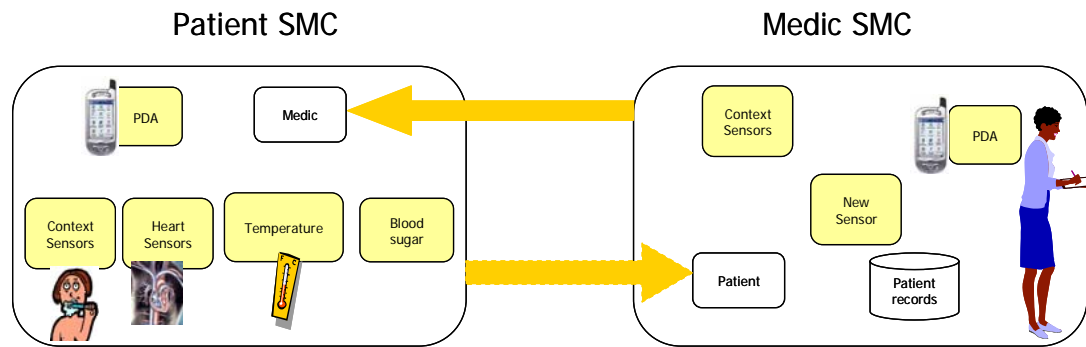 Patient SMC
Medic SMC
PDA
Medic
Context
Sensors
Heart
Sensors
Temperature
Blood
sugar
F
C
Context
Sensors
PDA
New
Sensor
Patient
Patient
records